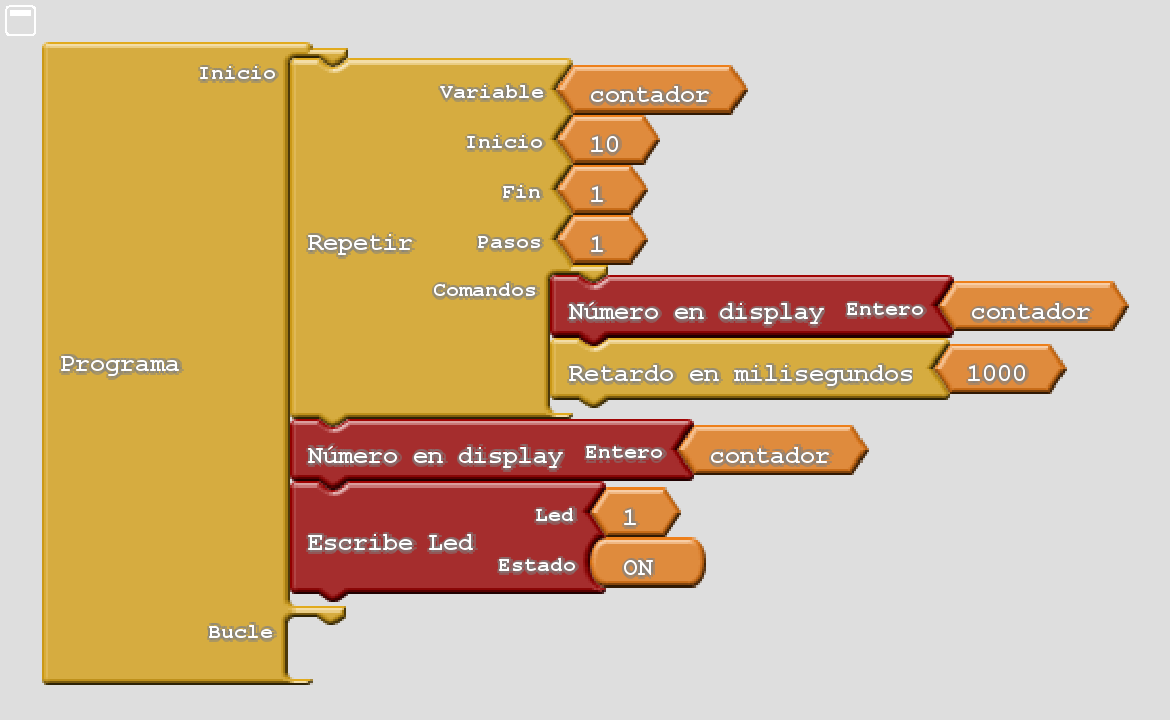 Inicio
Variable contador
Inicio 10
Fin 1
Repetir Pasos 1
Comandos
Número en display Entero contador
Programa
Retardo en milisegundos 1000
Número en display Entero contador
Led 1
Escribe Led
Estado ON
Bucle